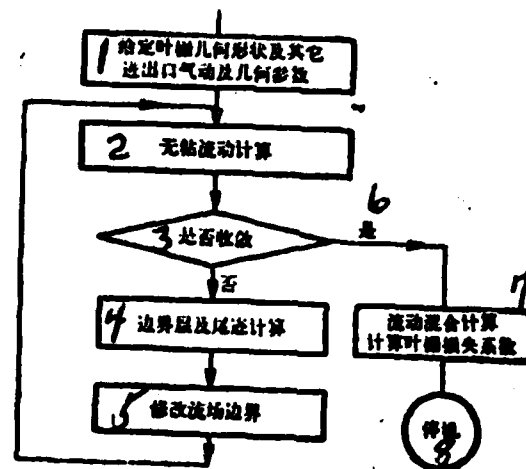 1 给定叶栅几何形状及其它
进出口气动及几何参数
2 无粘流动计算
3 是否收敛
6
是
4 边界层及尾迹计算
7
流动混合计算
计算叶栅损失系数
5 修改流场边界
8